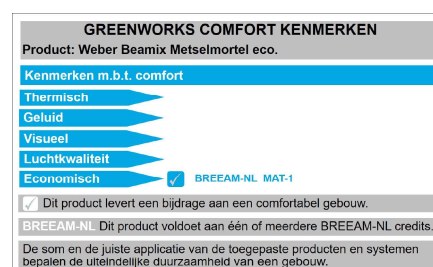 GREENWORKS COMFORT KENMERKEN
Product: Weber Beamix Metselmortel eco.
Kenmerken m.b.t. comfort
Thermisch
Geluid
Visueel
Luchtkwaliteit
Economisch BREEAM-NL MAT-1
Dit product levert een bijdrage aan een comfortabel gebouw.
BREEAM-NL Dit product voldoet aan één of meerdere BREEAM-NL credits.
De som en de juiste applicatie van de toegepaste producten en systemen
bepalen de uiteindelijke duurzaamheid van een gebouw.